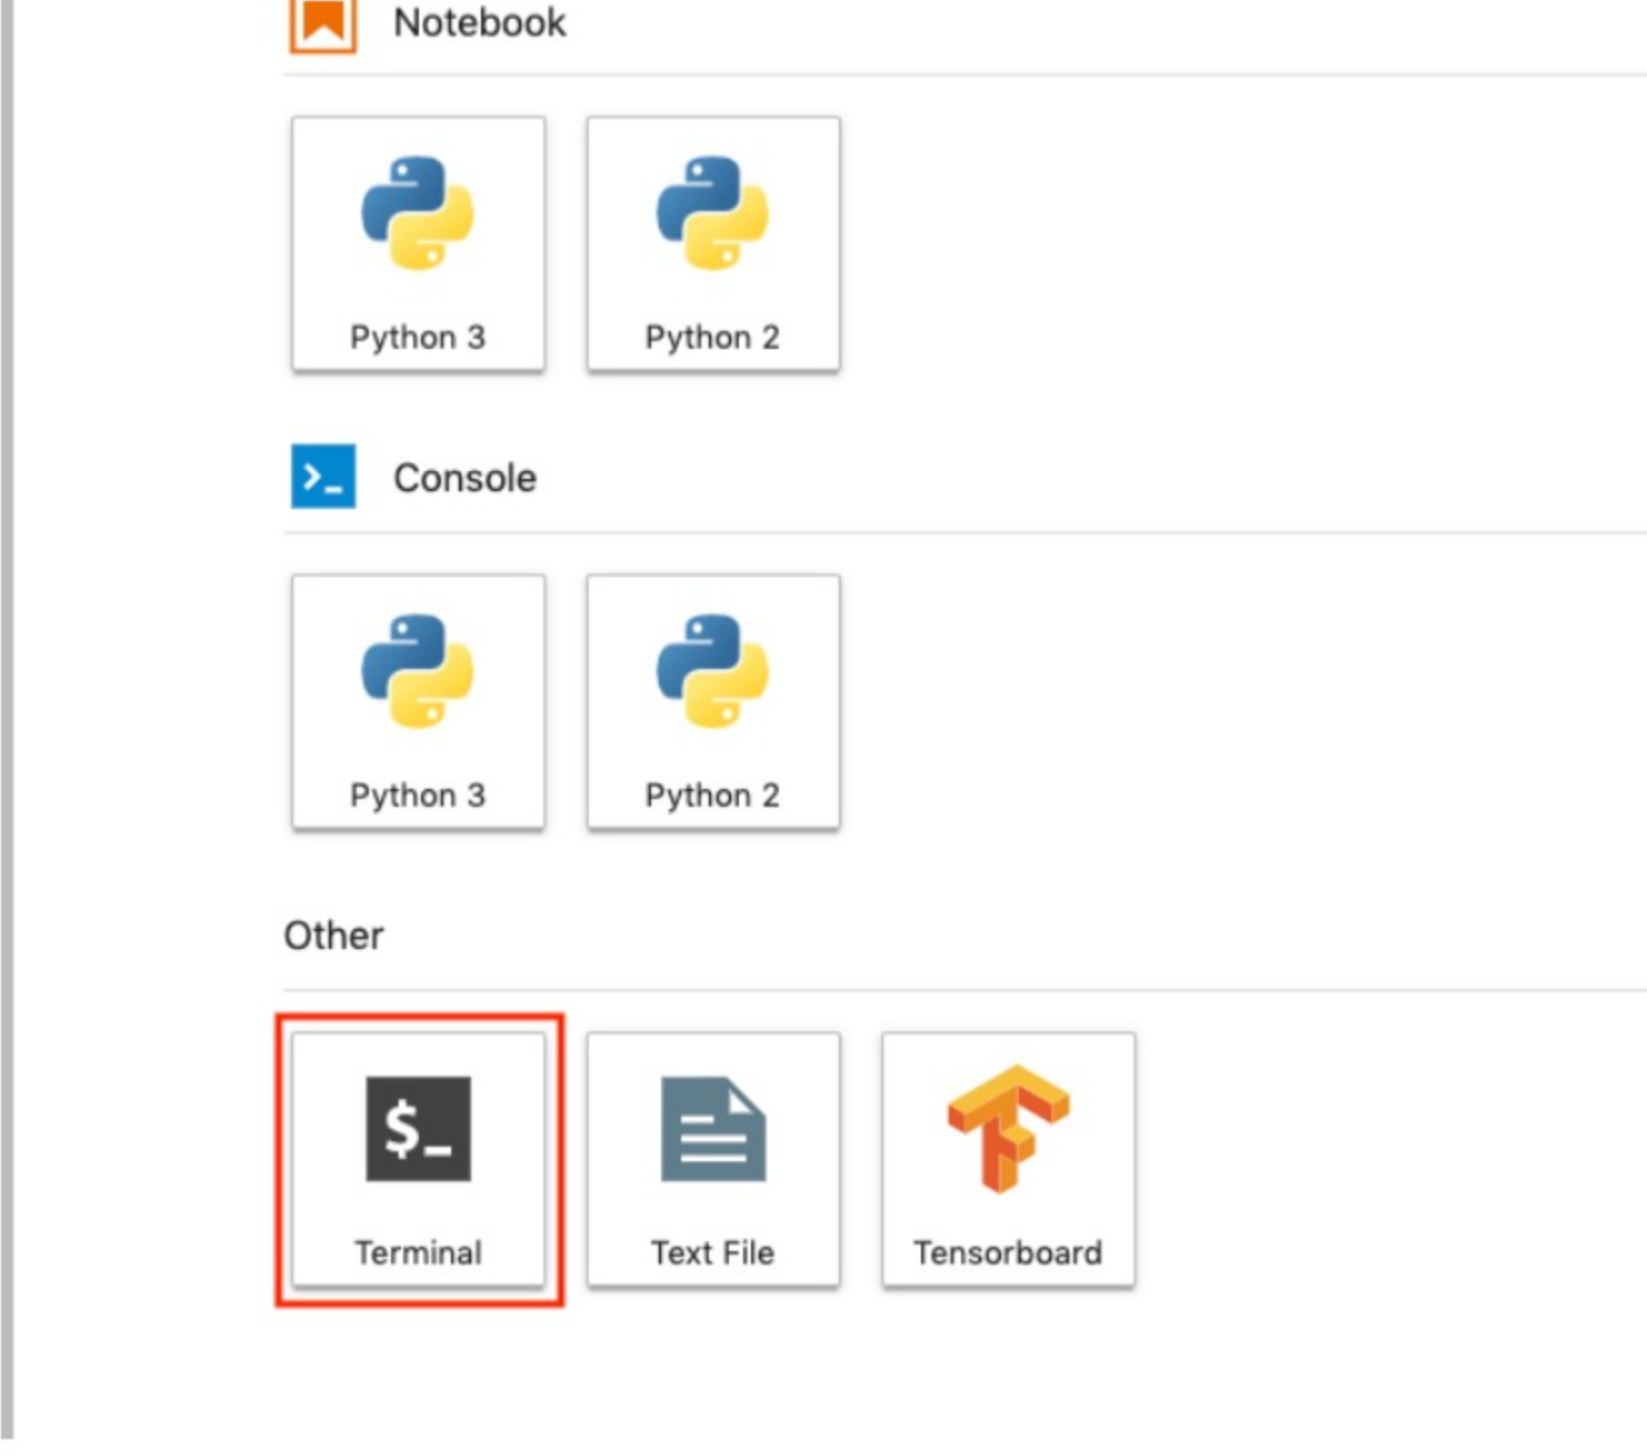 Notebook
Python 3
Python 2
>_
Console
Python 3
Python 2
Other
$_
Terminal
Text File
Tensorboard